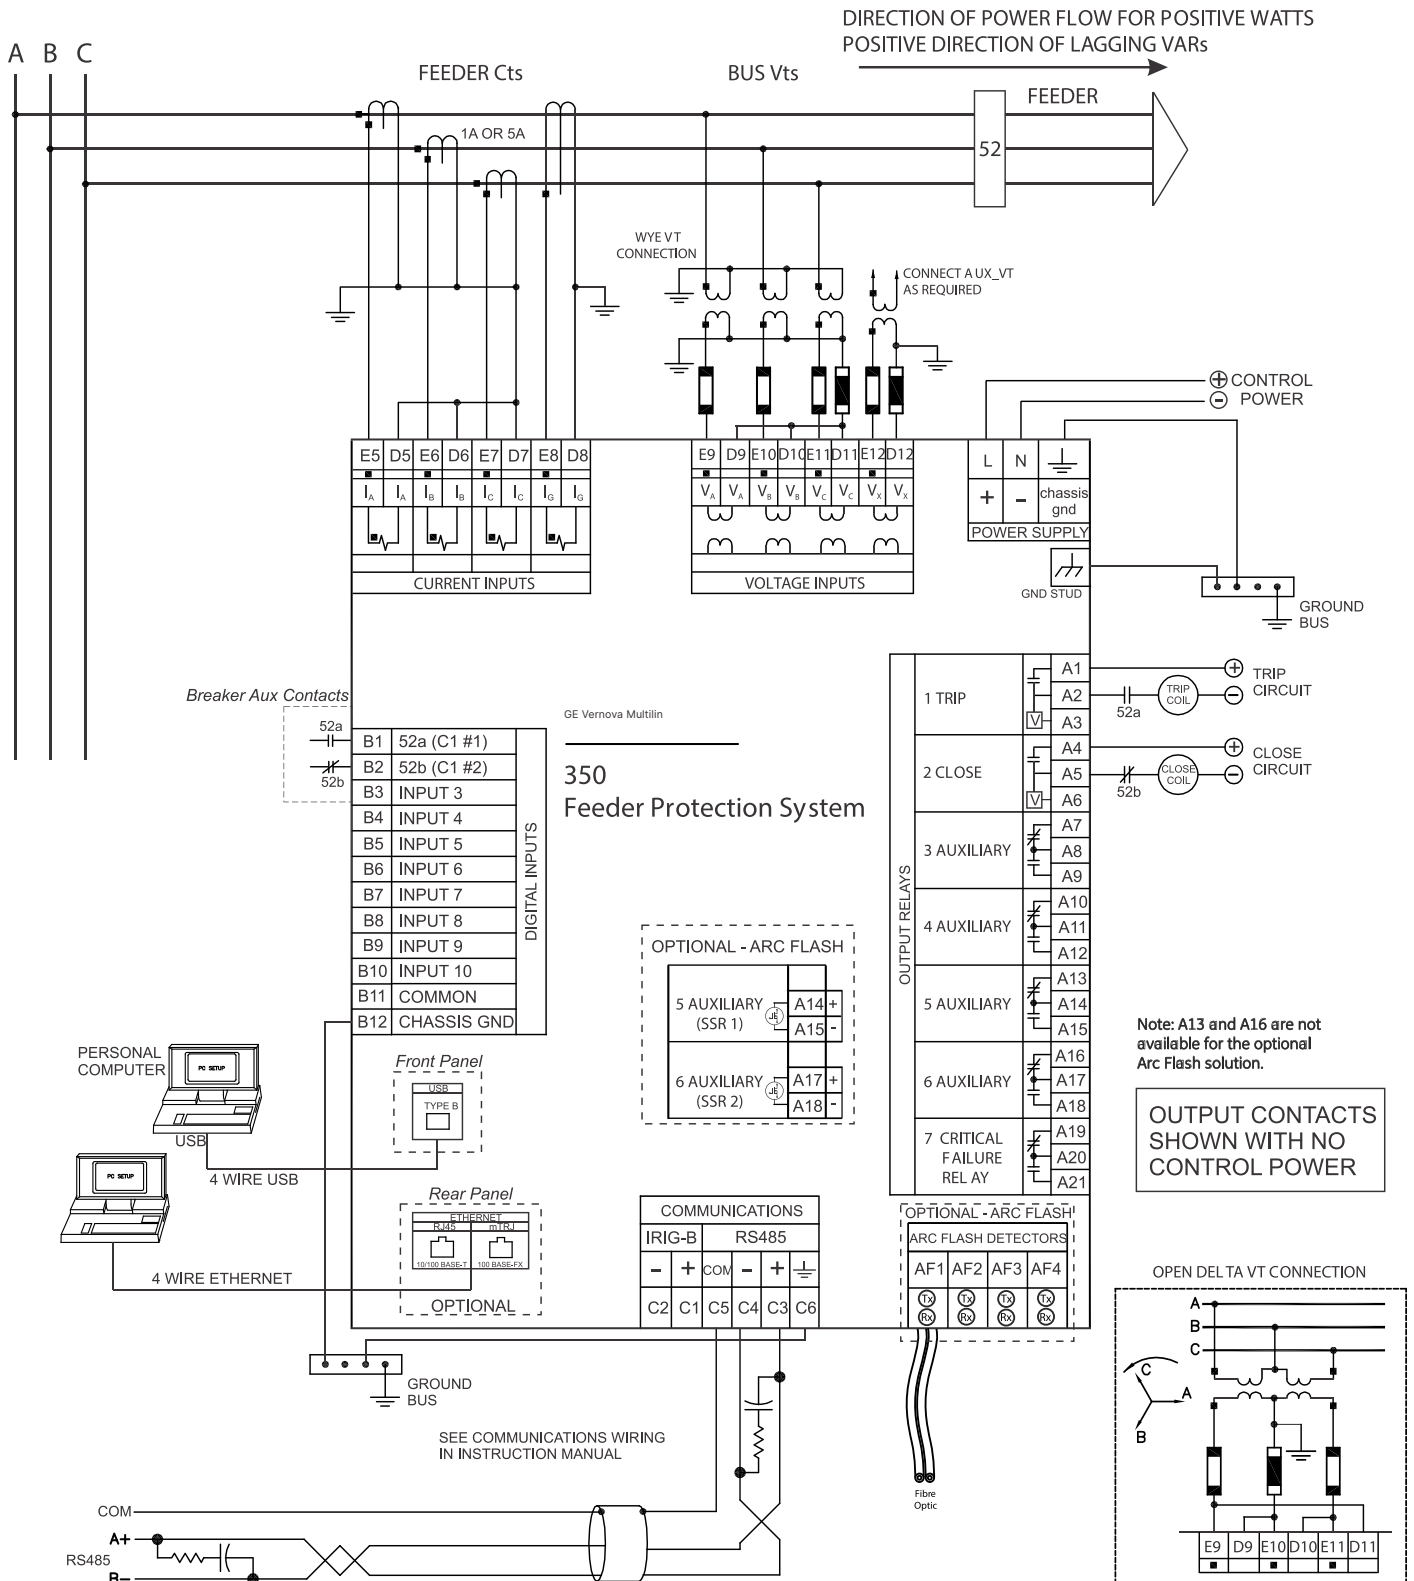 DIRECTION OF POWER FLOW FOR POSITIVE WATTS
POSITIVE DIRECTION OF LAGGING VARs
A B C
FEEDER Cts
BUS Vts
FEEDER
1A OR 5A
52
WYE VT
CONNECTION
CONNECT AUX_VT
AS REQUIRED
CONTROL
POWER
E5 D5 E6 D6 E7 D7 E8 D8
IA IA IB IB IC IC IG IG
CURRENT INPUTS
E9 D9 E10 D10 E11 D11 E12 D12
VA VA VB VB VC VC VX VX
VOLTAGE INPUTS
L N
+ - chassis
gnd
POWER SUPPLY
GND STUD
GROUND
BUS
Breaker Aux Contacts
52a
52b
B1 52a (C1 #1)
B2 52b (C1 #2)
B3 INPUT 3
B4 INPUT 4
B5 INPUT 5
B6 INPUT 6
B7 INPUT 7
B8 INPUT 8
B9 INPUT 9
B10 INPUT 10
B11 COMMON
B12 CHASSIS GND
DIGITAL INPUTS
GE Vernova Multilin
350
Feeder Protection System
OUTPUT RELAYS
1 TRIP
V
A1
A2
A3
52a
TRIP
COIL
+
-
TRIP
CIRCUIT
2 CLOSE
V
A4
A5
A6
52b
CLOSE
COIL
+
-
CLOSE
CIRCUIT
3 AUXILIARY
A7
A8
A9
4 AUXILIARY
A10
A11
A12
5 AUXILIARY
A13
A14
A15
6 AUXILIARY
A16
A17
A18
7 CRITICAL
FAILURE
RELAY
A19
A20
A21
OPTIONAL - ARC FLASH
5 AUXILIARY
(SSR 1)
A14 +
A15 -
6 AUXILIARY
(SSR 2)
A17 +
A18 -
Note: A13 and A16 are not
available for the optional
Arc Flash solution.
OUTPUT CONTACTS
SHOWN WITH NO
CONTROL POWER
PERSONAL
COMPUTER
PC SETUP
USB
4 WIRE USB
Front Panel
USB
TYPE B
PC SETUP
4 WIRE ETHERNET
Rear Panel
ETHERNET
RJ45 mTRJ
10/100 BASE-T 100 BASE-FX
OPTIONAL
COMMUNICATIONS
IRIG-B RS485
- + COM - +
C2 C1 C5 C4 C3 C6
OPTIONAL - ARC FLASH
ARC FLASH DETECTORS
AF1 AF2 AF3 AF4
Tx Tx Tx Tx
Rx Rx Rx Rx
Fibre
Optic
GROUND
BUS
SEE COMMUNICATIONS WIRING
IN INSTRUCTION MANUAL
COM
A+
RS485
B-
OPEN DELTA VT CONNECTION
A
B
C
C
A
B
E9 D9 E10 D10 E11 D11